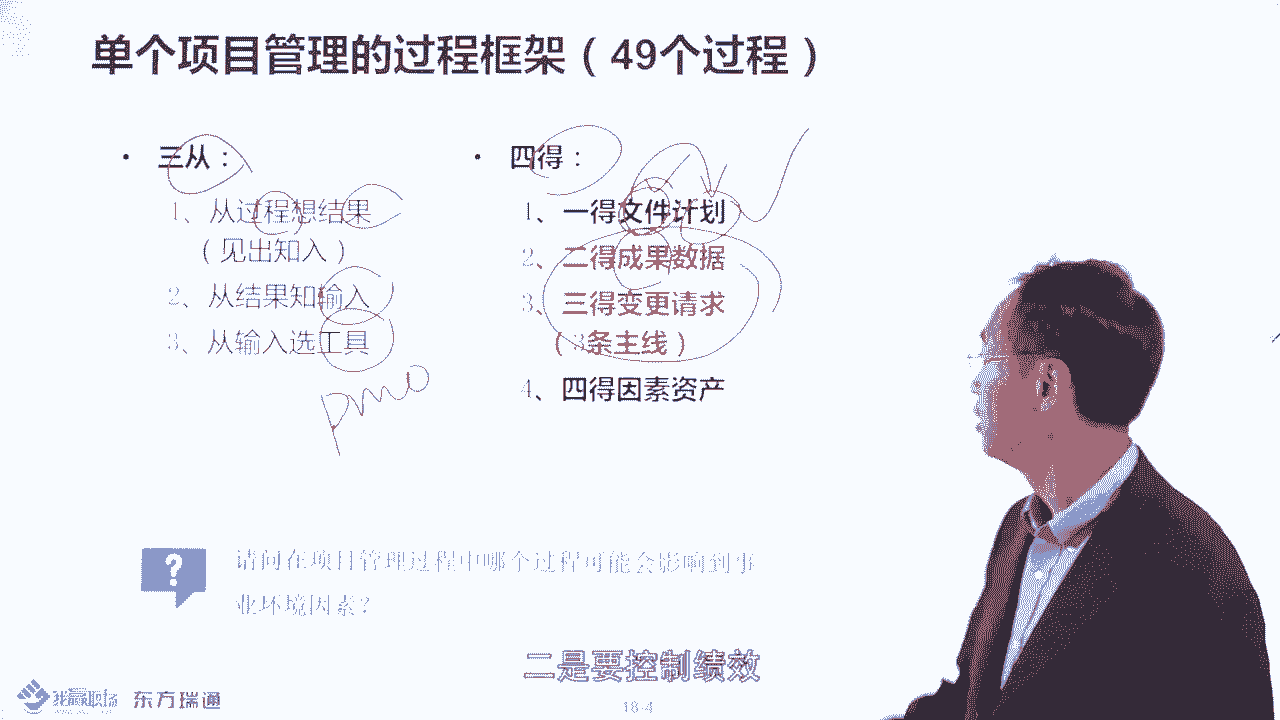 单个项目管理的过程框架（49个过程）
• 三从：
1、从过程想结果
（见出知入）
2、从结果知输入
3、从输入选工具
pmo
• 四得：
1、一得文件计划
2、二得成果数据
3、三得变更请求
（3条主线）
4、四得因素资产
?
请问在项目管理过程中哪个过程可能会影响到事
业环境因素?
二是要控制绩效
我赢职场 东方瑞通
18-4